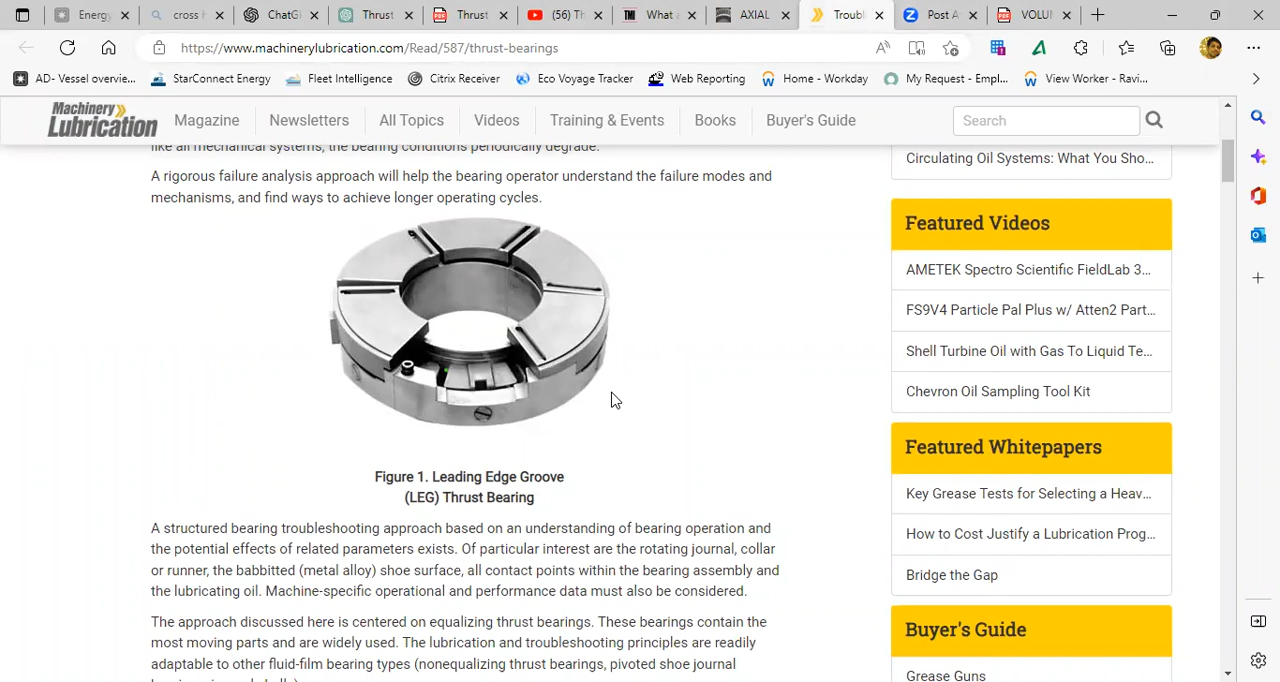 Energy
cross h
ChatGi
Thrust
Thrust
(56) Th
What a
AXIAL
Troubl
Post A
VOLUM
https://www.machinerylubrication.com/Read/587/thrust-bearings
AD- Vessel overvie...
StarConnect Energy
Fleet Intelligence
Citrix Receiver
Eco Voyage Tracker
Web Reporting
Home - Workday
My Request - Empl...
View Worker - Ravi...
Machinery
Lubrication
Magazine
Newsletters
All Topics
Videos
Training & Events
Books
Buyer's Guide
Search
like all mechanical systems, the bearing conditions periodically degrade.
A rigorous failure analysis approach will help the bearing operator understand the failure modes and
mechanisms, and find ways to achieve longer operating cycles.
Figure 1. Leading Edge Groove
(LEG) Thrust Bearing
A structured bearing troubleshooting approach based on an understanding of bearing operation and
the potential effects of related parameters exists. Of particular interest are the rotating journal, collar
or runner, the babbitted (metal alloy) shoe surface, all contact points within the bearing assembly and
the lubricating oil. Machine-specific operational and performance data must also be considered.
The approach discussed here is centered on equalizing thrust bearings. These bearings contain the
most moving parts and are widely used. The lubrication and troubleshooting principles are readily
adaptable to other fluid-film bearing types (nonequalizing thrust bearings, pivoted shoe journal
Circulating Oil Systems: What You Sho...
Featured Videos
AMETEK Spectro Scientific FieldLab 3...
FS9V4 Particle Pal Plus w/ Atten2 Part...
Shell Turbine Oil with Gas To Liquid Te...
Chevron Oil Sampling Tool Kit
Featured Whitepapers
Key Grease Tests for Selecting a Heav...
How to Cost Justify a Lubrication Prog...
Bridge the Gap
Buyer's Guide
Grease Guns